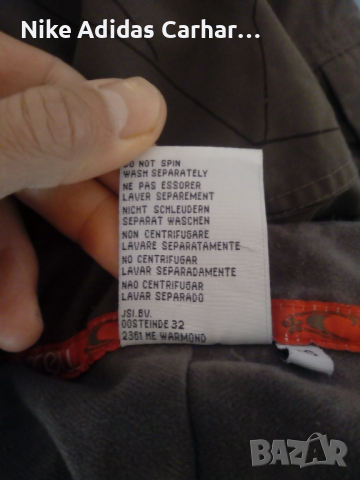 Nike Adidas Carhar...
DO NOT SPIN
WASH SEPARATELY
NE PAS ESSORER
LAVER SEPAREMENT
NICHT SCHLEUDERN
SEPARAT WASCHEN
NON CENTRIFUGARE
LAVARE SEPARATAMENTE
NO CENTRIFUGAR
LAVAR SEPARADAMENTE
NAO CENTRIFUGAR
LAVAR SEPARADO
JSI.BV.
OOSTEINDE 32
2361 HE WARMOND
BAZAR